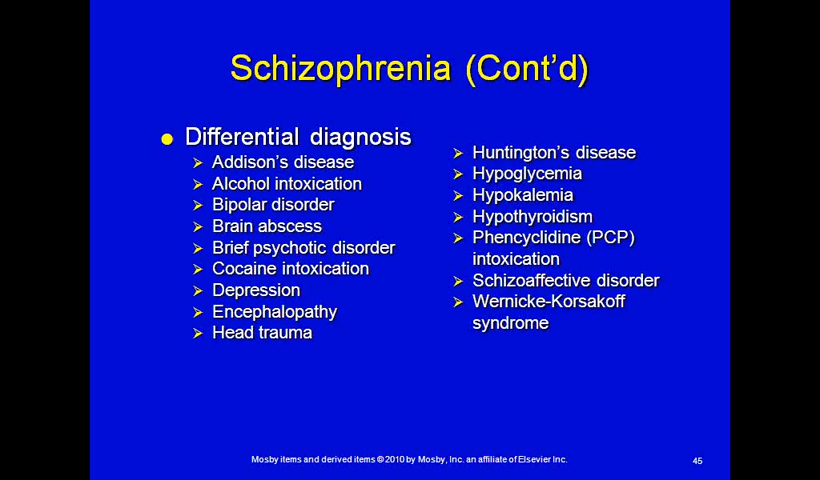 Schizophrenia (Cont’d)
Differential diagnosis
Addison’s disease
Alcohol intoxication
Bipolar disorder
Brain abscess
Brief psychotic disorder
Cocaine intoxication
Depression
Encephalopathy
Head trauma
Huntington’s disease
Hypoglycemia
Hypokalemia
Hypothyroidism
Phencyclidine (PCP)
intoxication
Schizoaffective disorder
Wernicke-Korsakoff
syndrome
Mosby items and derived items © 2010 by Mosby, Inc. an affiliate of Elsevier Inc.
45